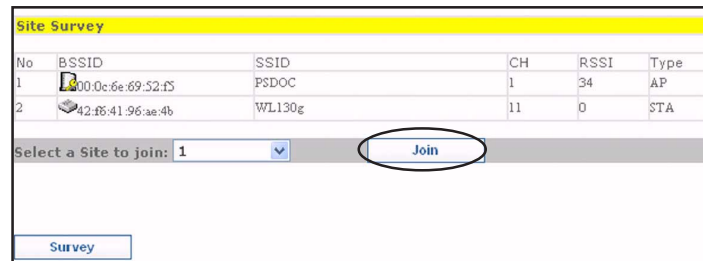 Site Survey
No BSSID SSID CH RSSI Type
1 00:0c:6e:69:52:f5 PSDOC 1 34 AP
2 42:f6:41:96:ae:4b WL130g 11 0 STA
Select a Site to join: 1 Join
Survey